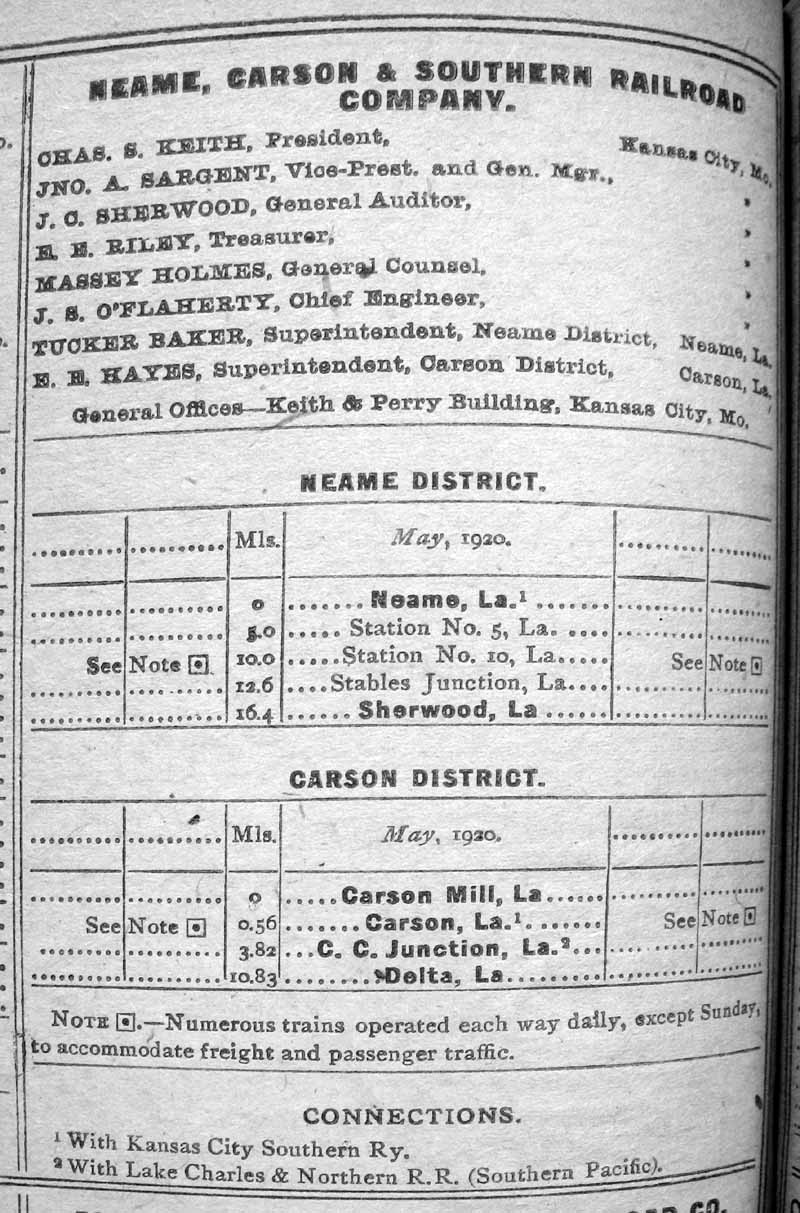 NEAME, CARSON & SOUTHERN RAILROAD
COMPANY.
CHAS. S. KEITH, President, Kansas City, Mo.
JNO. A. SARGENT, Vice-Prest. and Gen. Mgr., "
J. C. SHERWOOD, General Auditor, "
E. E. RILEY, Treasurer, "
MASSEY HOLMES, General Counsel, "
J. S. O'FLAHERTY, Chief Engineer, "
TUCKER BAKER, Superintendent, Neame District, Neame, La.
E. E. HAYES, Superintendent, Carson District, Carson, La.
General Offices—Keith & Perry Building, Kansas City, Mo.
NEAME DISTRICT.
Mls. May, 1920.
0 Neame, La.¹
5.0 Station No. 5, La.
See Note ⊡ 10.0 Station No. 10, La. See Note ⊡
12.6 Stables Junction, La.
16.4 Sherwood, La
CARSON DISTRICT.
Mls. May, 1920.
0 Carson Mill, La
See Note ⊡ 0.56 Carson, La.¹ See Note ⊡
3.82 C. C. Junction, La.²
10.83 Delta, La
NOTE ⊡.—Numerous trains operated each way daily, except Sunday,
to accommodate freight and passenger traffic.
CONNECTIONS.
¹ With Kansas City Southern Ry.
² With Lake Charles & Northern R.R. (Southern Pacific).